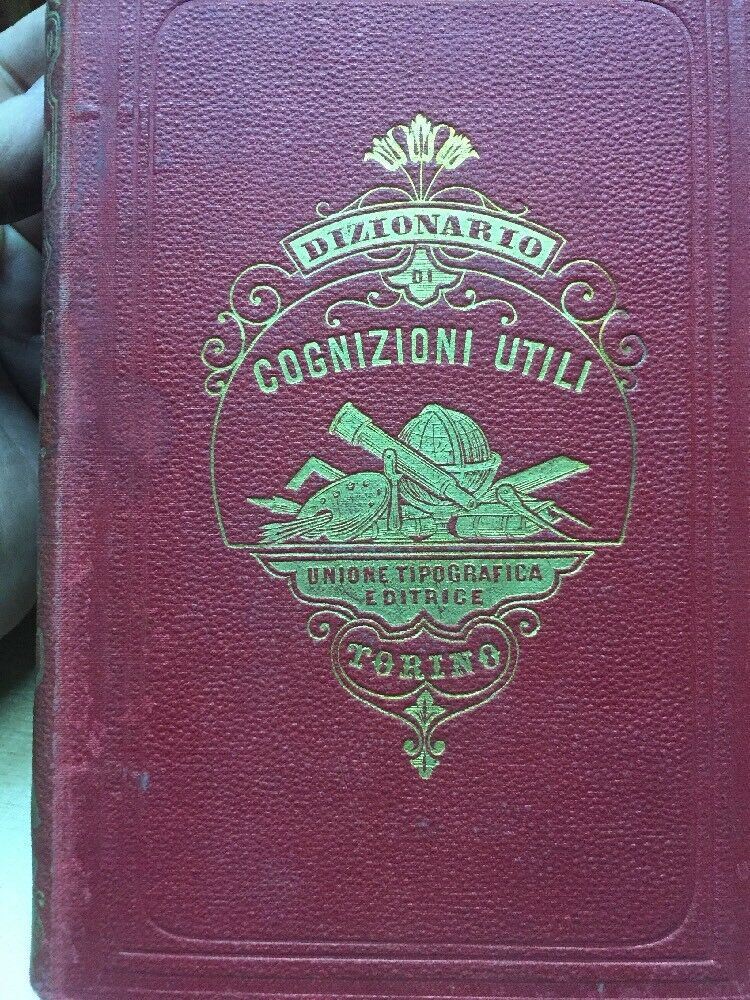 DIZIONARIO
DI
COGNIZIONI UTILI
UNIONE TIPOGRAFICA
EDITRICE
TORINO